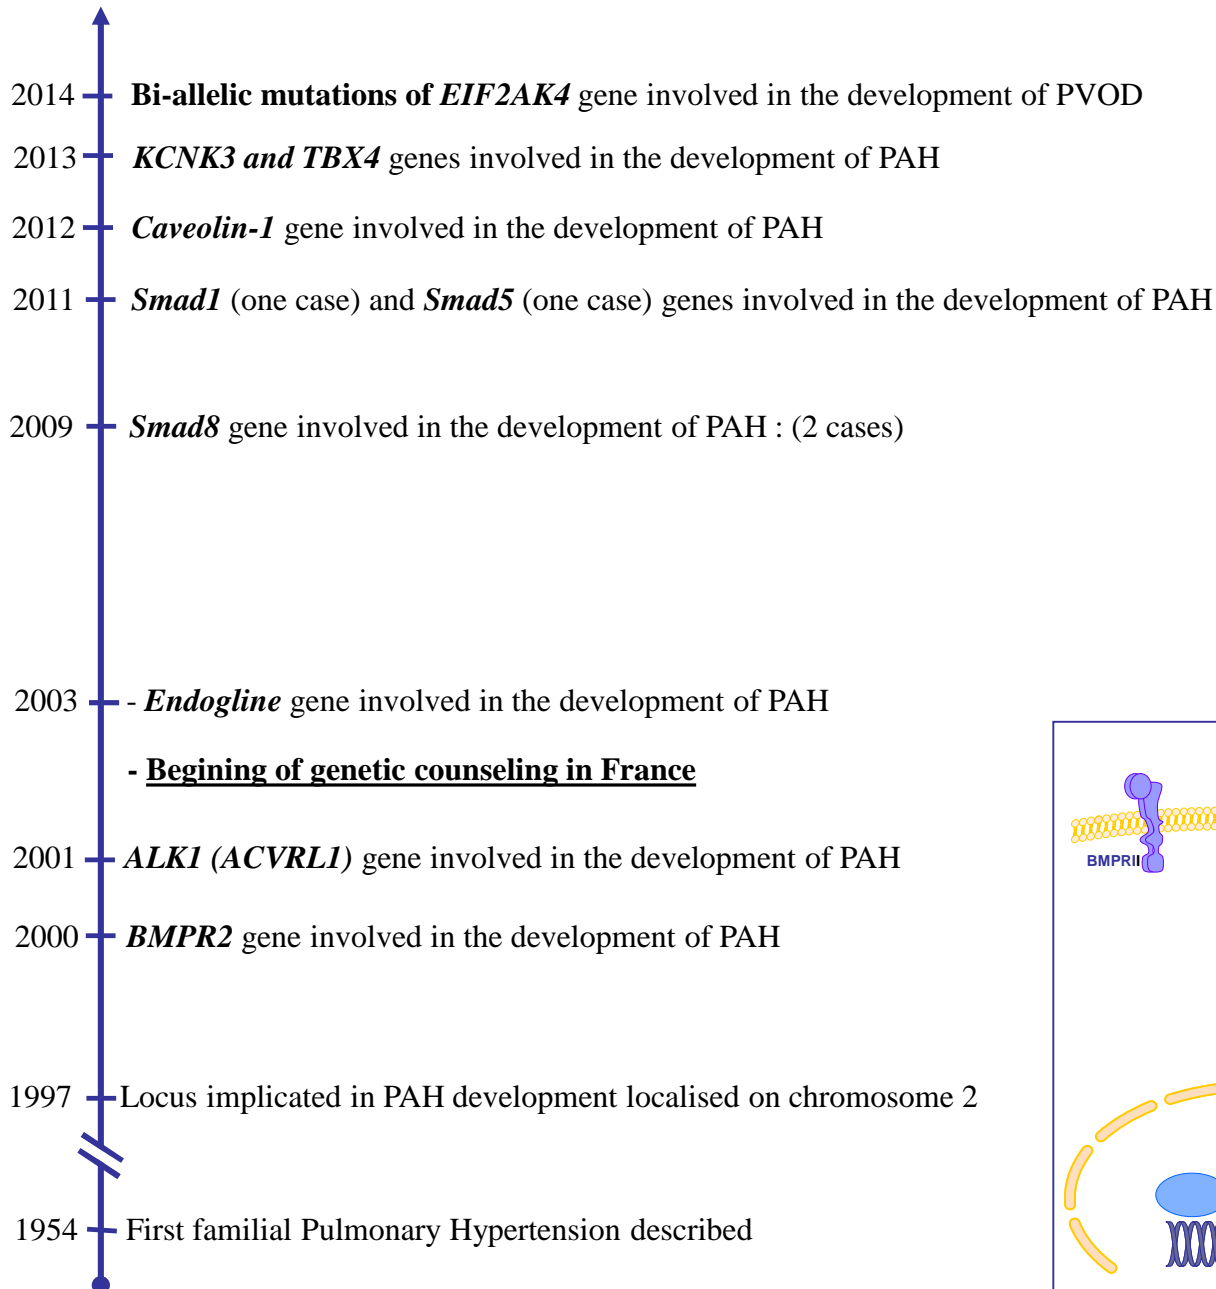 2014 Bi-allelic mutations of EIF2AK4 gene involved in the development of PVOD
2013 KCNK3 and TBX4 genes involved in the development of PAH
2012 Caveolin-1 gene involved in the development of PAH
2011 Smad1 (one case) and Smad5 (one case) genes involved in the development of PAH
2009 Smad8 gene involved in the development of PAH : (2 cases)
2003 - Endogline gene involved in the development of PAH
- Begining of genetic counseling in France
2001 ALK1 (ACVRL1) gene involved in the development of PAH
BMPRII
2000 BMPR2 gene involved in the development of PAH
1997 Locus implicated in PAH development localised on chromosome 2
1954 First familial Pulmonary Hypertension described